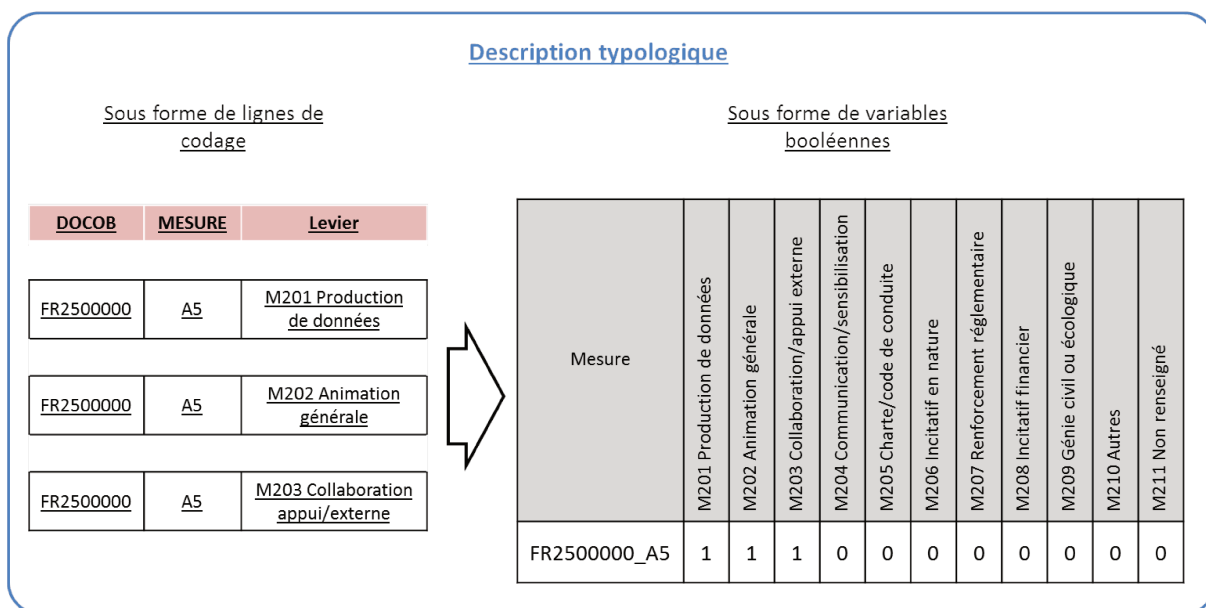 Description typologique
Sous forme de lignes de
codage
DOCOB MESURE Levier
FR2500000 A5 M201 Production
de données
FR2500000 A5 M202 Animation
générale
FR2500000 A5 M203 Collaboration
appui/externe
Sous forme de variables
booléennes
Mesure
M201 Production de données
M202 Animation générale
M203 Collaboration/appui externe
M204 Communication/sensibilisation
M205 Charte/code de conduite
M206 Incitatif en nature
M207 Renforcement réglementaire
M208 Incitatif financier
M209 Génie civil ou écologique
M210 Autres
M211 Non renseigné
FR2500000_A5 1 1 1 0 0 0 0 0 0 0 0